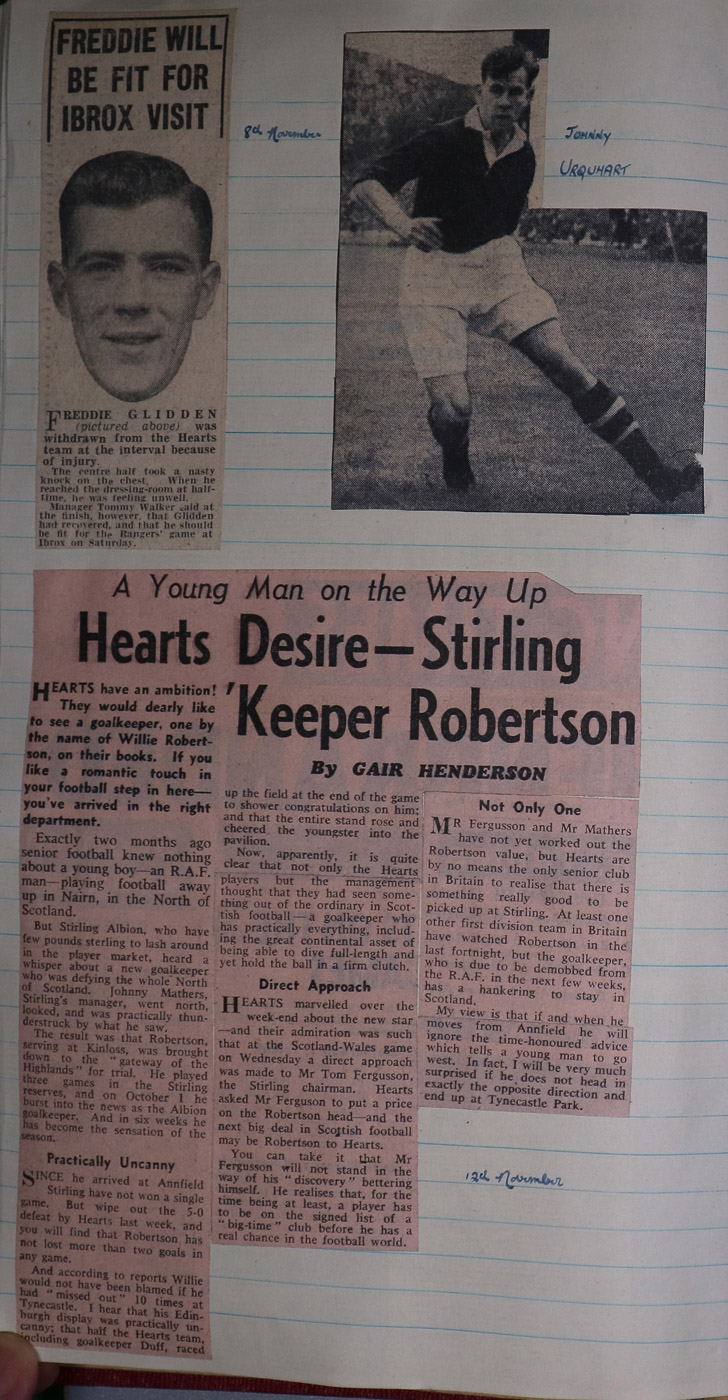 FREDDIE WILL
BE FIT FOR
IBROX VISIT
8th November
JOHNNY
URQUHART
FREDDIE GLIDDEN
(pictured above) was
withdrawn from the Hearts
team at the interval because
of injury.
The centre half took a nasty
knock on the chest. When he
reached the dressing-room at half-
time, he was feeling unwell.
Manager Tommy Walker said at
the finish, however, that Glidden
had recovered, and that he should
be fit for the Rangers' game at
Ibrox on Saturday.
A Young Man on the Way Up
Hearts Desire—Stirling
'Keeper Robertson
By GAIR HENDERSON
HEARTS have an ambition!
They would dearly like
to see a goalkeeper, one by
the name of Willie Robert-
son, on their books. If you
like a romantic touch in
your football step in here—
you've arrived in the right
department.
Exactly two months ago
senior football knew nothing
about a young boy—an R.A.F.
man—playing football away
up in Nairn, in the North of
Scotland.
But Stirling Albion, who have
few pounds sterling to lash around
in the player market, heard a
whisper about a new goalkeeper
who was defying the whole North
of Scotland. Johnny Mathers,
Stirling's manager, went north,
looked, and was practically thun-
derstruck by what he saw.
The result was that Robertson,
serving at Kinloss, was brought
down to the "gateway of the
Highlands" for trial. He played
three games in the Stirling
reserves, and on October 1 he
burst into the news as the Albion
goalkeeper. And in six weeks he
has become the sensation of the
season.
Practically Uncanny
SINCE he arrived at Annfield
Stirling have not won a single
game. But wipe out the 5-0
defeat by Hearts last week, and
you will find that Robertson has
not lost more than two goals in
any game.
And according to reports Willie
would not have been blamed if he
had "missed out" 10 times at
Tynecastle. I hear that his Edin-
burgh display was practically un-
canny; that half the Hearts team,
including goalkeeper Duff, raced
up the field at the end of the game
to shower congratulations on him;
and that the entire stand rose and
cheered the youngster into the
pavilion.
Now, apparently, it is quite
clear that not only the Hearts
players but the management
thought that they had seen some-
thing out of the ordinary in Scot-
tish football—a goalkeeper who
has practically everything, includ-
ing the great continental asset of
being able to dive full-length and
yet hold the ball in a firm clutch.
Direct Approach
HEARTS marvelled over the
week-end about the new star
—and their admiration was such
that at the Scotland-Wales game
on Wednesday a direct approach
was made to Mr Tom Fergusson,
the Stirling chairman. Hearts
asked Mr Ferguson to put a price
on the Robertson head—and the
next big deal in Scottish football
may be Robertson to Hearts.
You can take it that Mr
Fergusson will not stand in the
way of his "discovery" bettering
himself. He realises that, for the
time being at least, a player has
to be on the signed list of a
"big-time" club before he has a
real chance in the football world.
Not Only One
MR Fergusson and Mr Mathers
have not yet worked out the
Robertson value, but Hearts are
by no means the only senior club
in Britain to realise that there is
something really good to be
picked up at Stirling. At least one
other first division team in Britain
have watched Robertson in the
last fortnight, but the goalkeeper,
who is due to be demobbed from
the R.A.F. in the next few weeks,
has a hankering to stay in
Scotland.
My view is that if and when he
moves from Annfield he will
ignore the time-honoured advice
which tells a young man to go
west. In fact, I will be very much
surprised if he does not head in
exactly the opposite direction and
end up at Tynecastle Park.
12th November